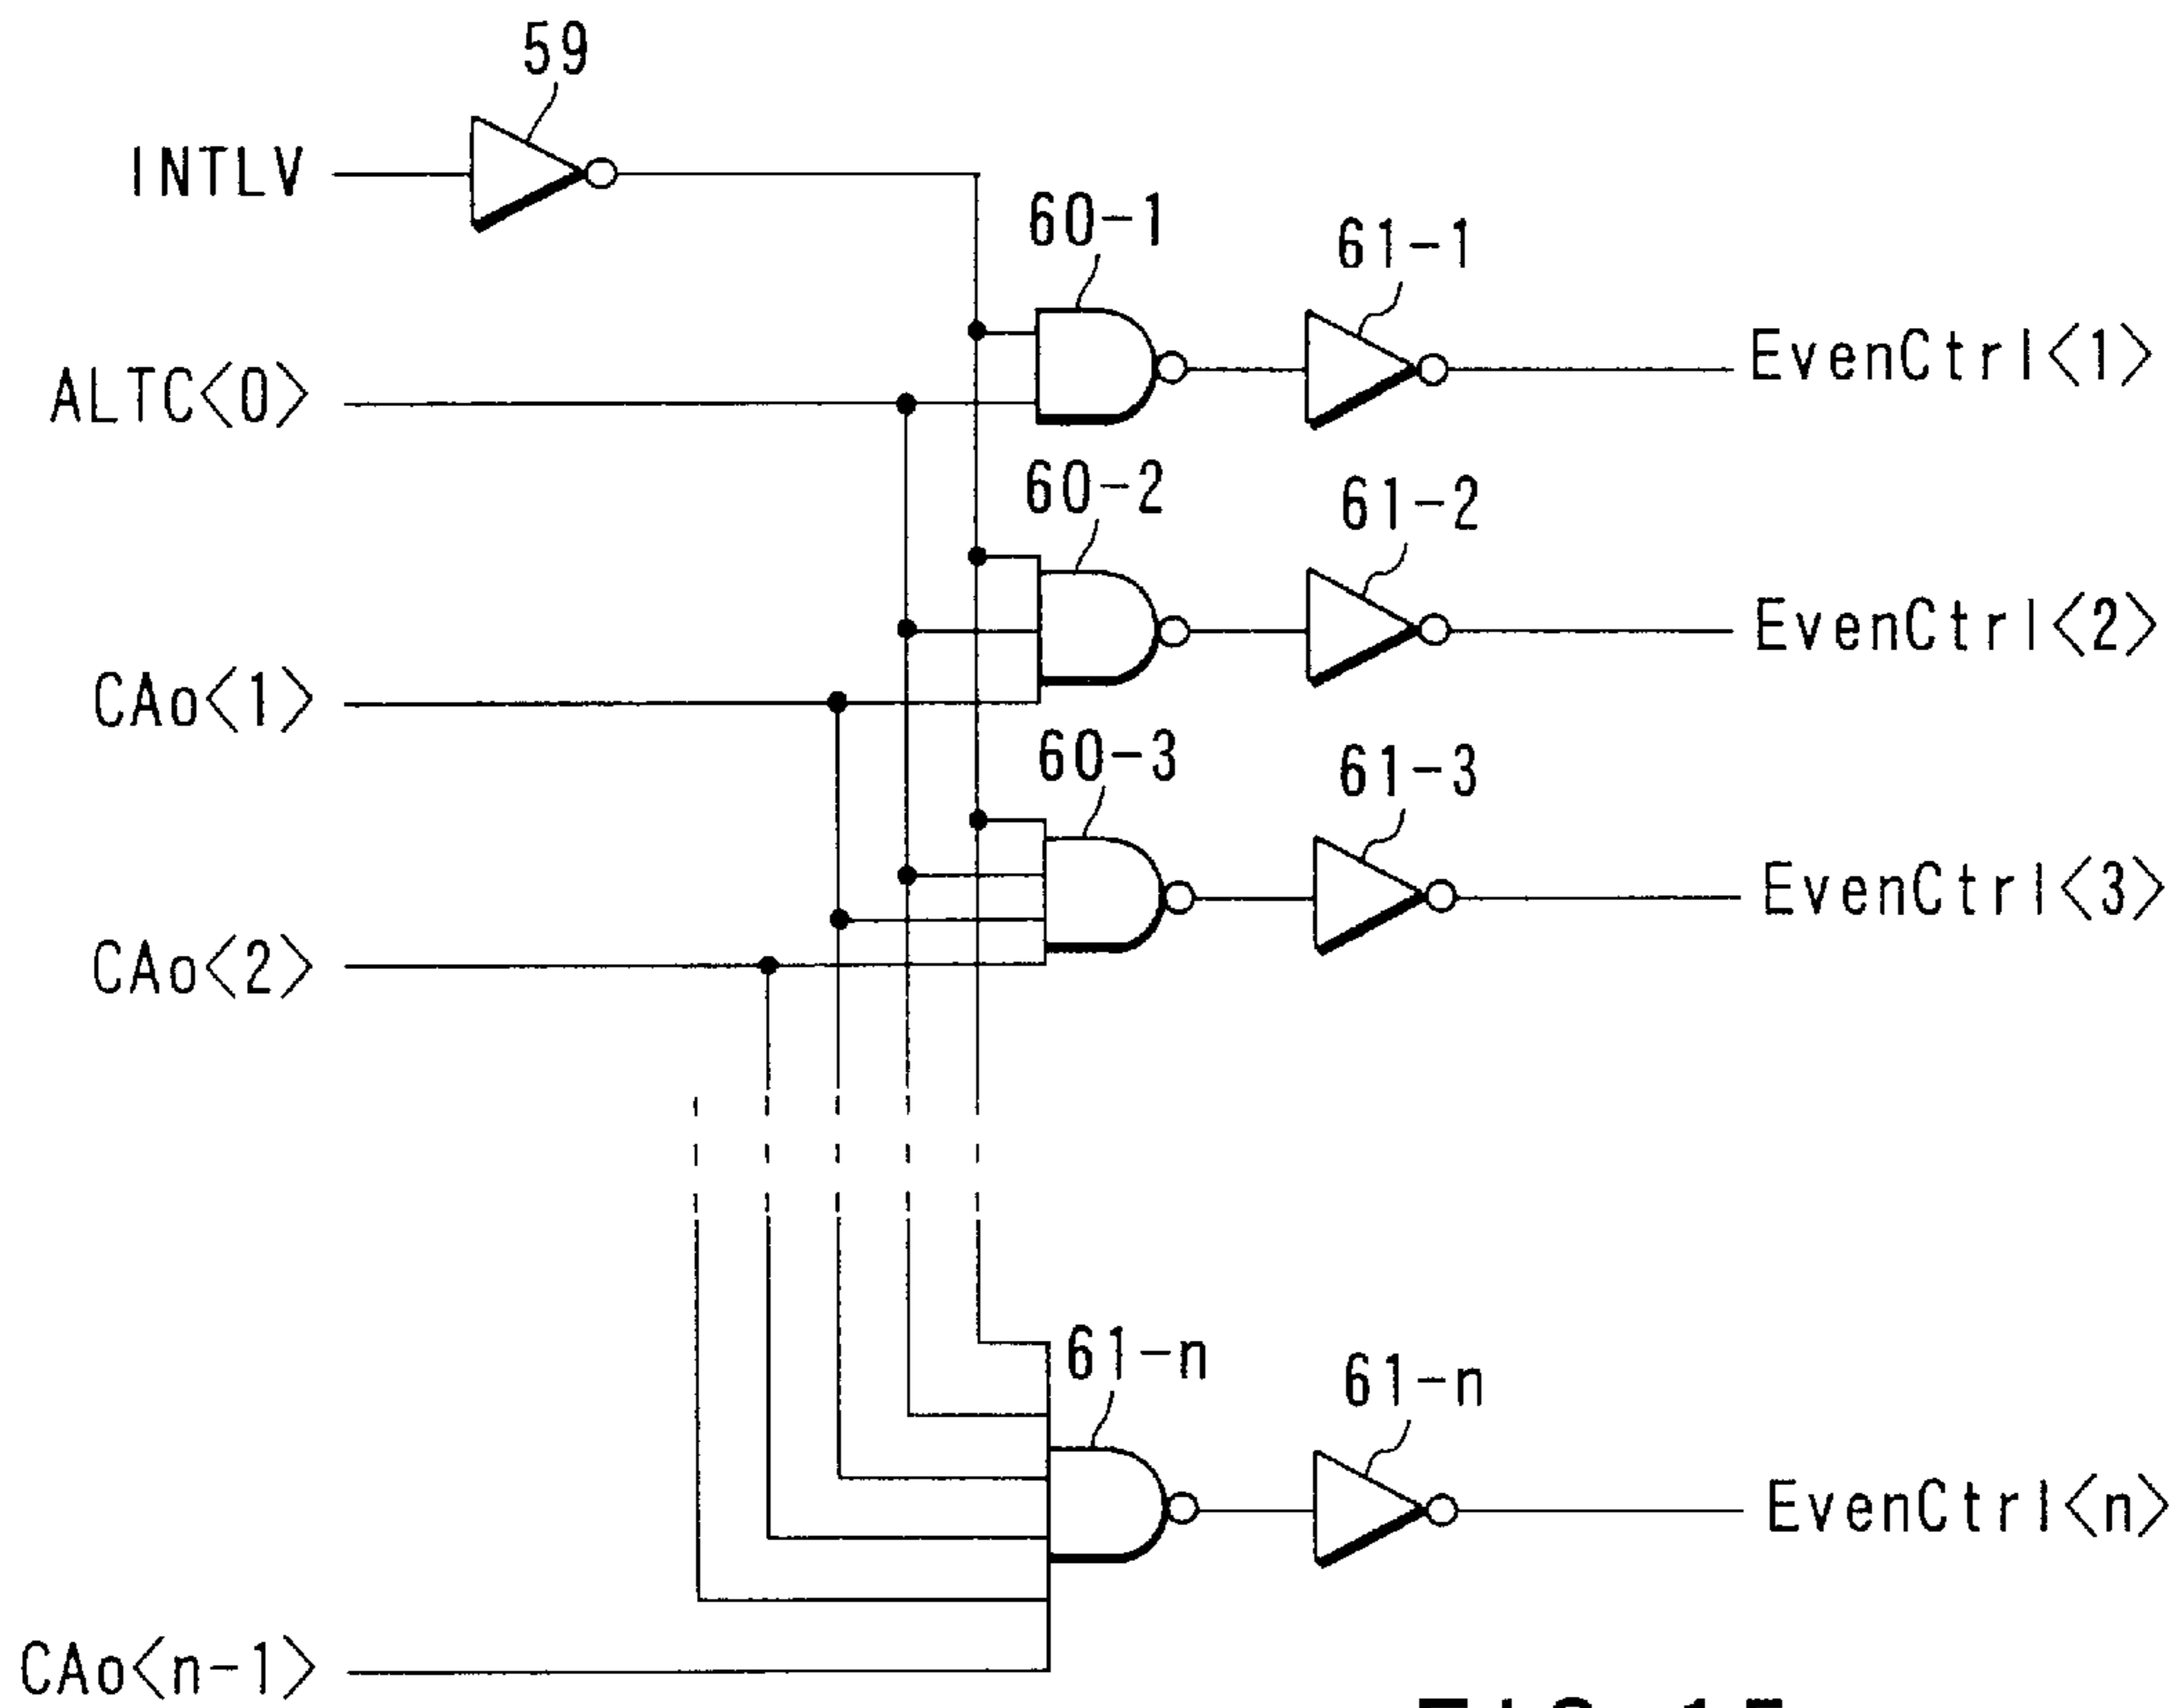 59
INTLV
60-1
61-1
EvenCtrl<1>
ALTC<0>
60-2
61-2
EvenCtrl<2>
CAo<1>
60-3
61-3
EvenCtrl<3>
CAo<2>
61-n
61-n
EvenCtrl<n>
CAo<n-1>